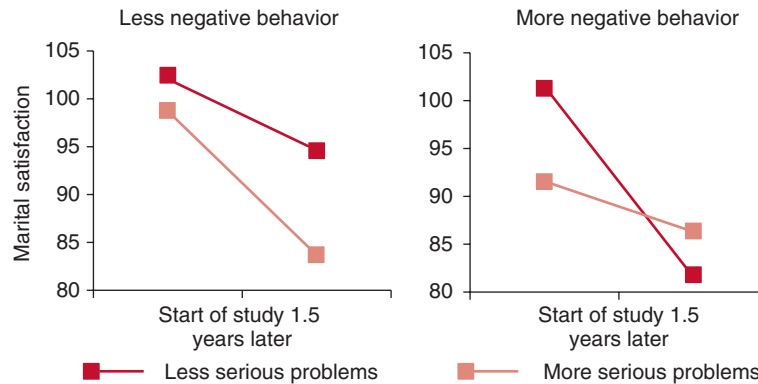 Less negative behavior
More negative behavior
Marital satisfaction
105
100
95
90
85
80
Start of study 1.5
years later
105
100
95
90
85
80
Start of study 1.5
years later
Less serious problems
More serious problems